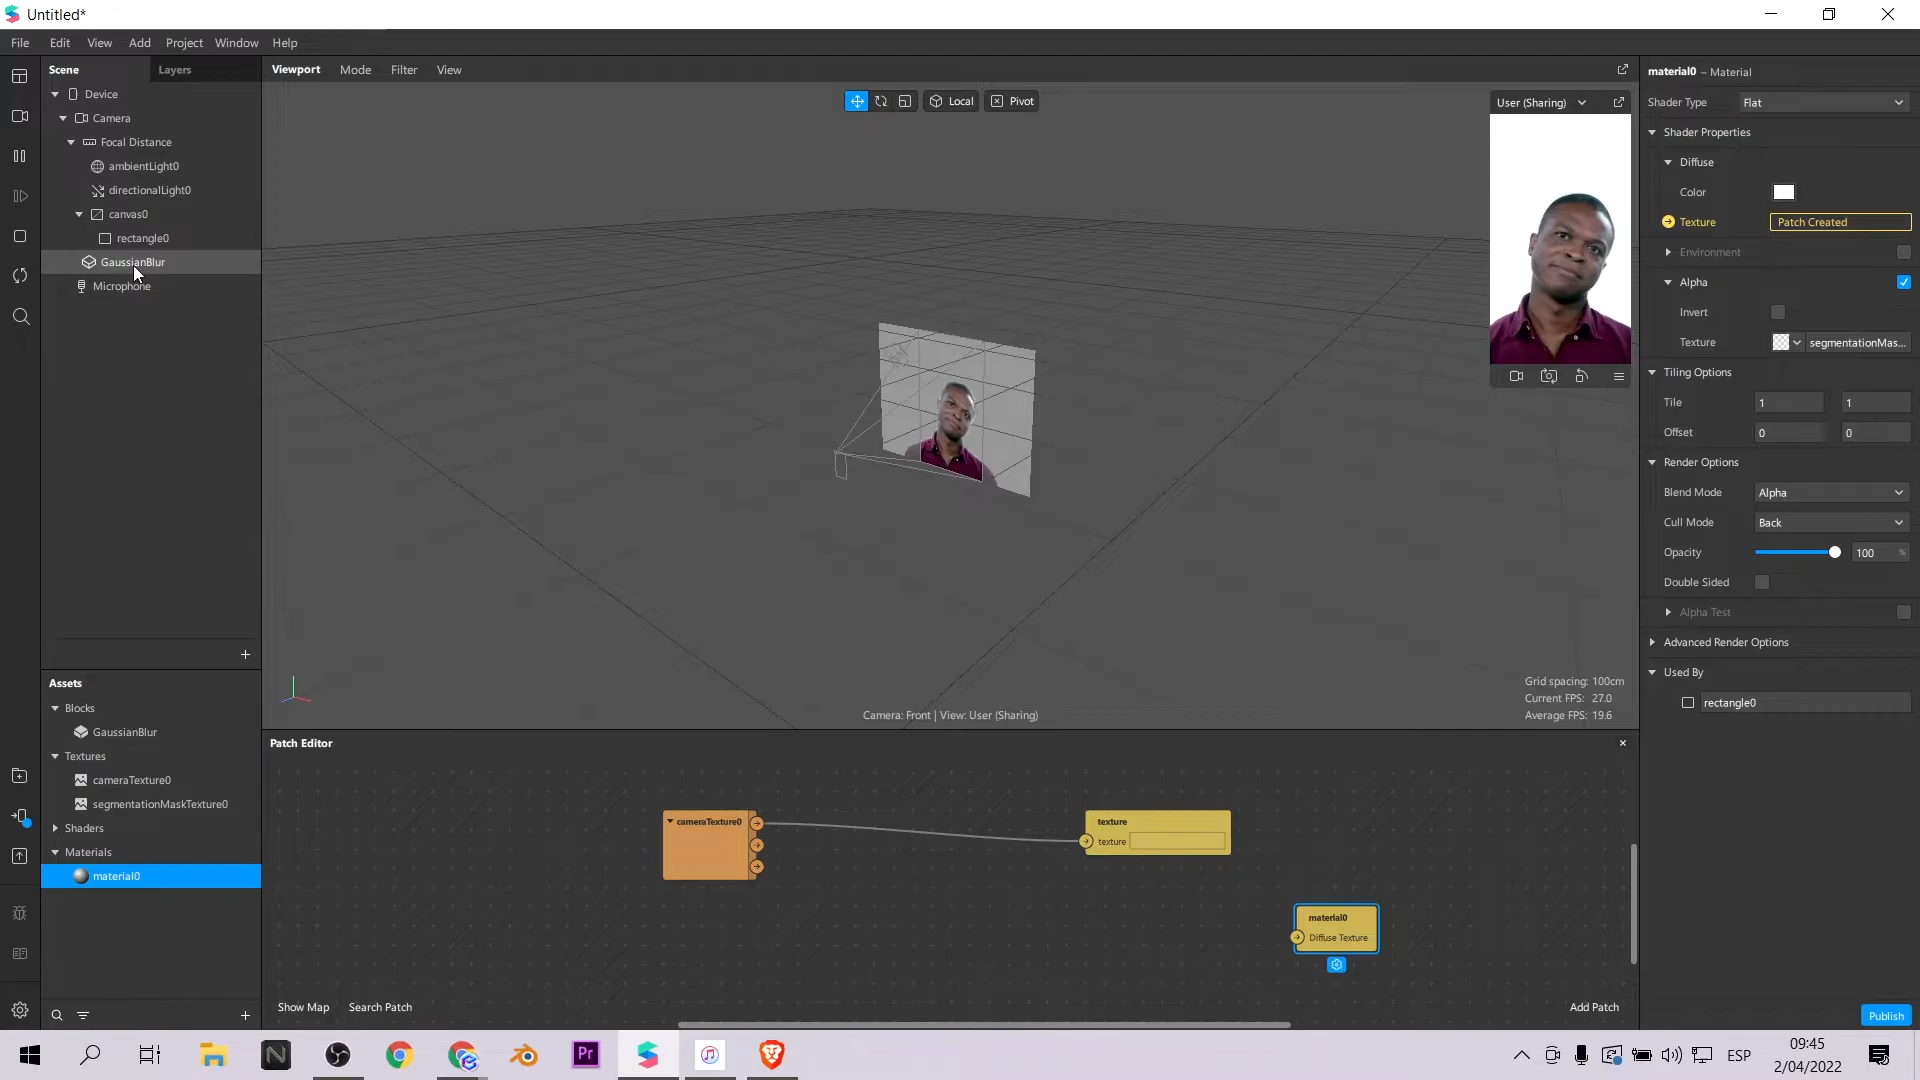 Untitled*
File Edit View Add Project Window Help
Scene Layers
Device
Camera
Focal Distance
ambientLight0
directionalLight0
canvas0
rectangle0
GaussianBlur
Microphone
Assets
Blocks
GaussianBlur
Textures
cameraTexture0
segmentationMaskTexture0
Shaders
Materials
material0
Viewport Mode Filter View
Local Pivot
User (Sharing)
Grid spacing: 100cm
Current FPS: 27.0
Average FPS: 19.6
Camera: Front | View: User (Sharing)
Patch Editor
cameraTexture0
texture
texture
material0
Diffuse Texture
Show Map Search Patch Add Patch
material0 – Material
Shader Type Flat
Shader Properties
Diffuse
Color
Texture Patch Created
Environment
Alpha
Invert
Texture segmentationMas...
Tiling Options
Tile 1 1
Offset 0 0
Render Options
Blend Mode Alpha
Cull Mode Back
Opacity 100 %
Double Sided
Alpha Test
Advanced Render Options
Used By
rectangle0
Publish
N Pr ESP
09:45
2/04/2022